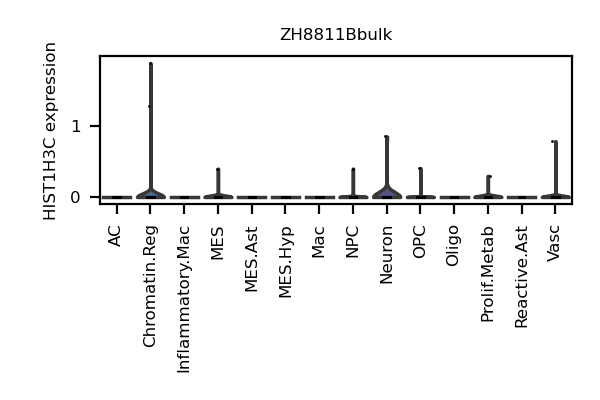 ZH8811Bbulk
HIST1H3C expression
1
0
AC
Chromatin.Reg
Inflammatory.Mac
MES
MES.Ast
MES.Hyp
Mac
NPC
Neuron
OPC
Oligo
Prolif.Metab
Reactive.Ast
Vasc